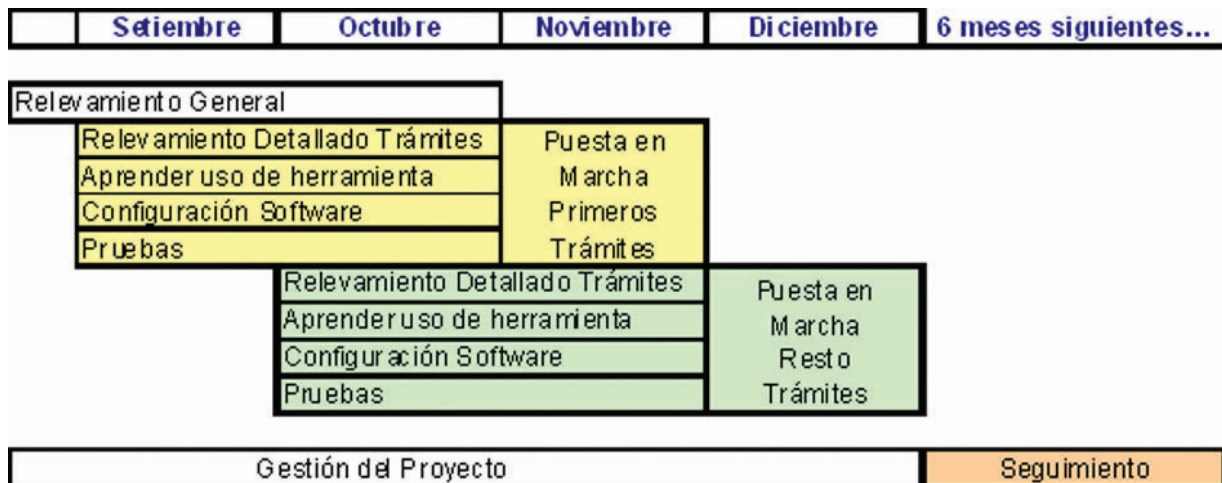 Setiembre Octubre Noviembre Diciembre 6 meses siguientes...
Relevamiento General
Relevamiento Detallado Trámites
Aprender uso de herramienta
Configuración Software
Pruebas
Puesta en
Marcha
Primeros
Trámites
Relevamiento Detallado Trámites
Aprender uso de herramienta
Configuración Software
Pruebas
Puesta en
Marcha
Resto
Trámites
Gestión del Proyecto Seguimiento